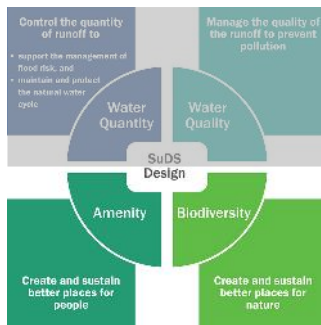 Control the quantity
of runoff to
• support the management of
flood risk, and
• maintain and protect
the natural water
cycle
Manage the quality of
the runoff to prevent
pollution
Water
Quantity
Water
Quality
SuDS
Design
Amenity
Biodiversity
Create and sustain
better places for
people
Create and sustain
better places for
nature